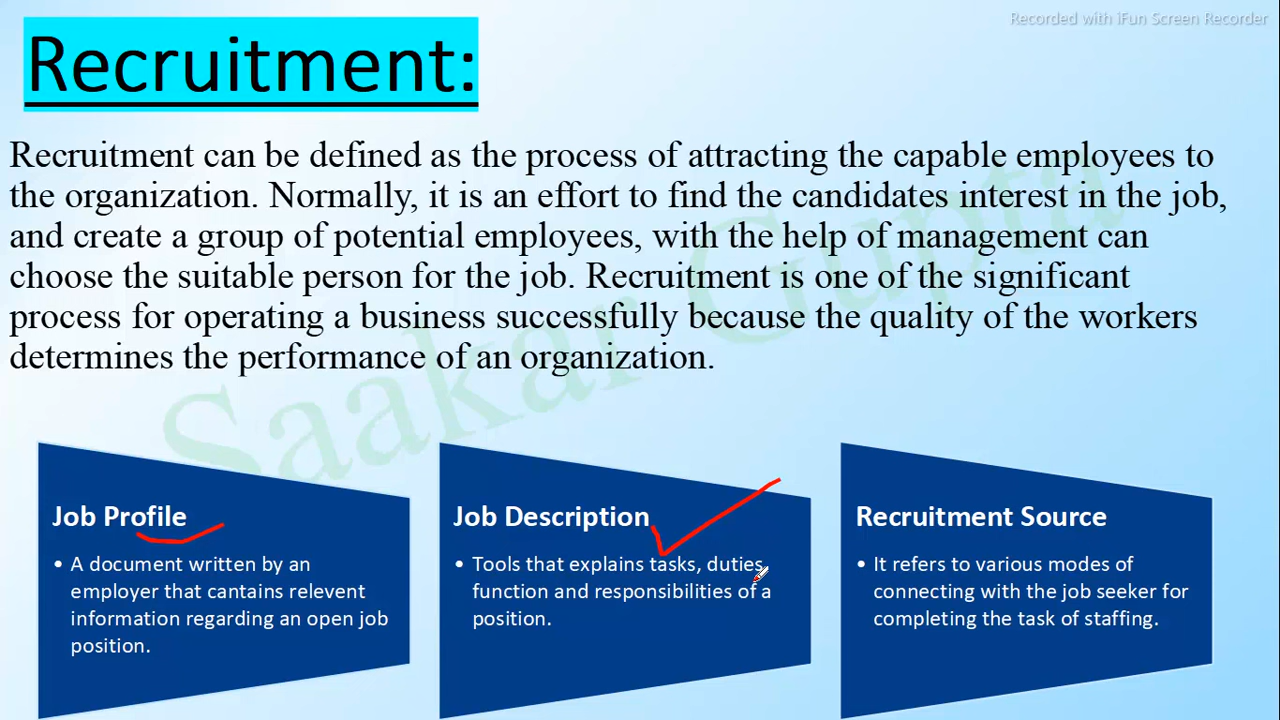 Recorded with iFun Screen Recorder
Recruitment:
Recruitment can be defined as the process of attracting the capable employees to
the organization. Normally, it is an effort to find the candidates interest in the job,
and create a group of potential employees, with the help of management can
choose the suitable person for the job. Recruitment is one of the significant
process for operating a business successfully because the quality of the workers
determines the performance of an organization.
Saakar Gupta
Job Profile
• A document written by an
employer that cantains relevent
information regarding an open job
position.
Job Description
• Tools that explains tasks, duties,
function and responsibilities of a
position.
Recruitment Source
• It refers to various modes of
connecting with the job seeker for
completing the task of staffing.